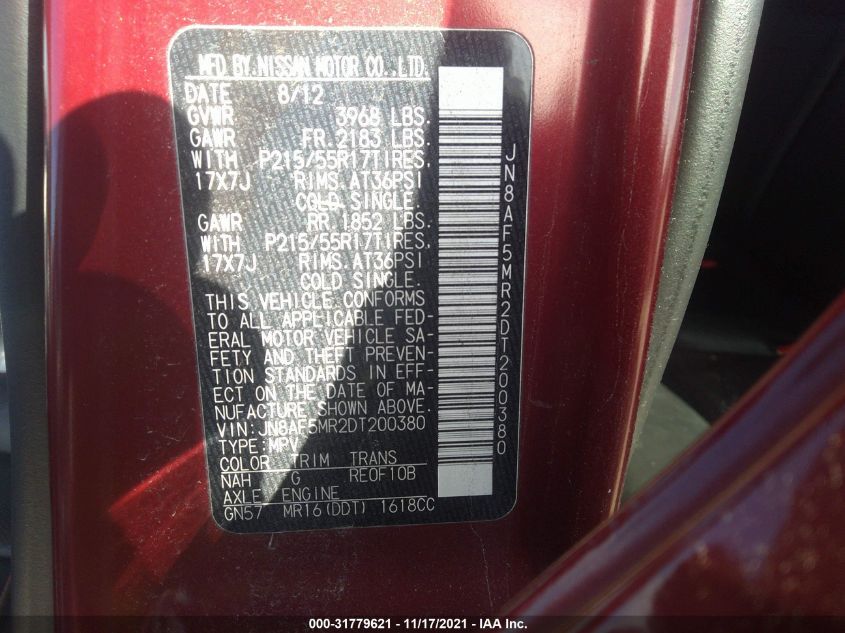 MFD BY NISSAN MOTOR CO., LTD.
DATE 8/12
GVWR 3968 LBS.
GAWR FR. 2183 LBS.
WITH P215/55R17TIRES.
17X7J RIMS. AT36PSI
COLD SINGLE.
GAWR RR. 1852 LBS.
WITH P215/55R17TIRES.
17X7J RIMS. AT36PSI
COLD SINGLE.
THIS VEHICLE CONFORMS
TO ALL APPLICABLE FED-
ERAL MOTOR VEHICLE SA-
FETY AND THEFT PREVEN-
TION STANDARDS IN EFF-
ECT ON THE DATE OF MA-
NUFACTURE SHOWN ABOVE.
VIN: JN8AF5MR2DT200380
TYPE: MPV
COLOR TRIM TRANS
NAH G RE0F10B
AXLE ENGINE
GN57 MR16(DDT) 1618CC
JN8AF5MR2DT200380
000-31779621 - 11/17/2021 - IAA Inc.